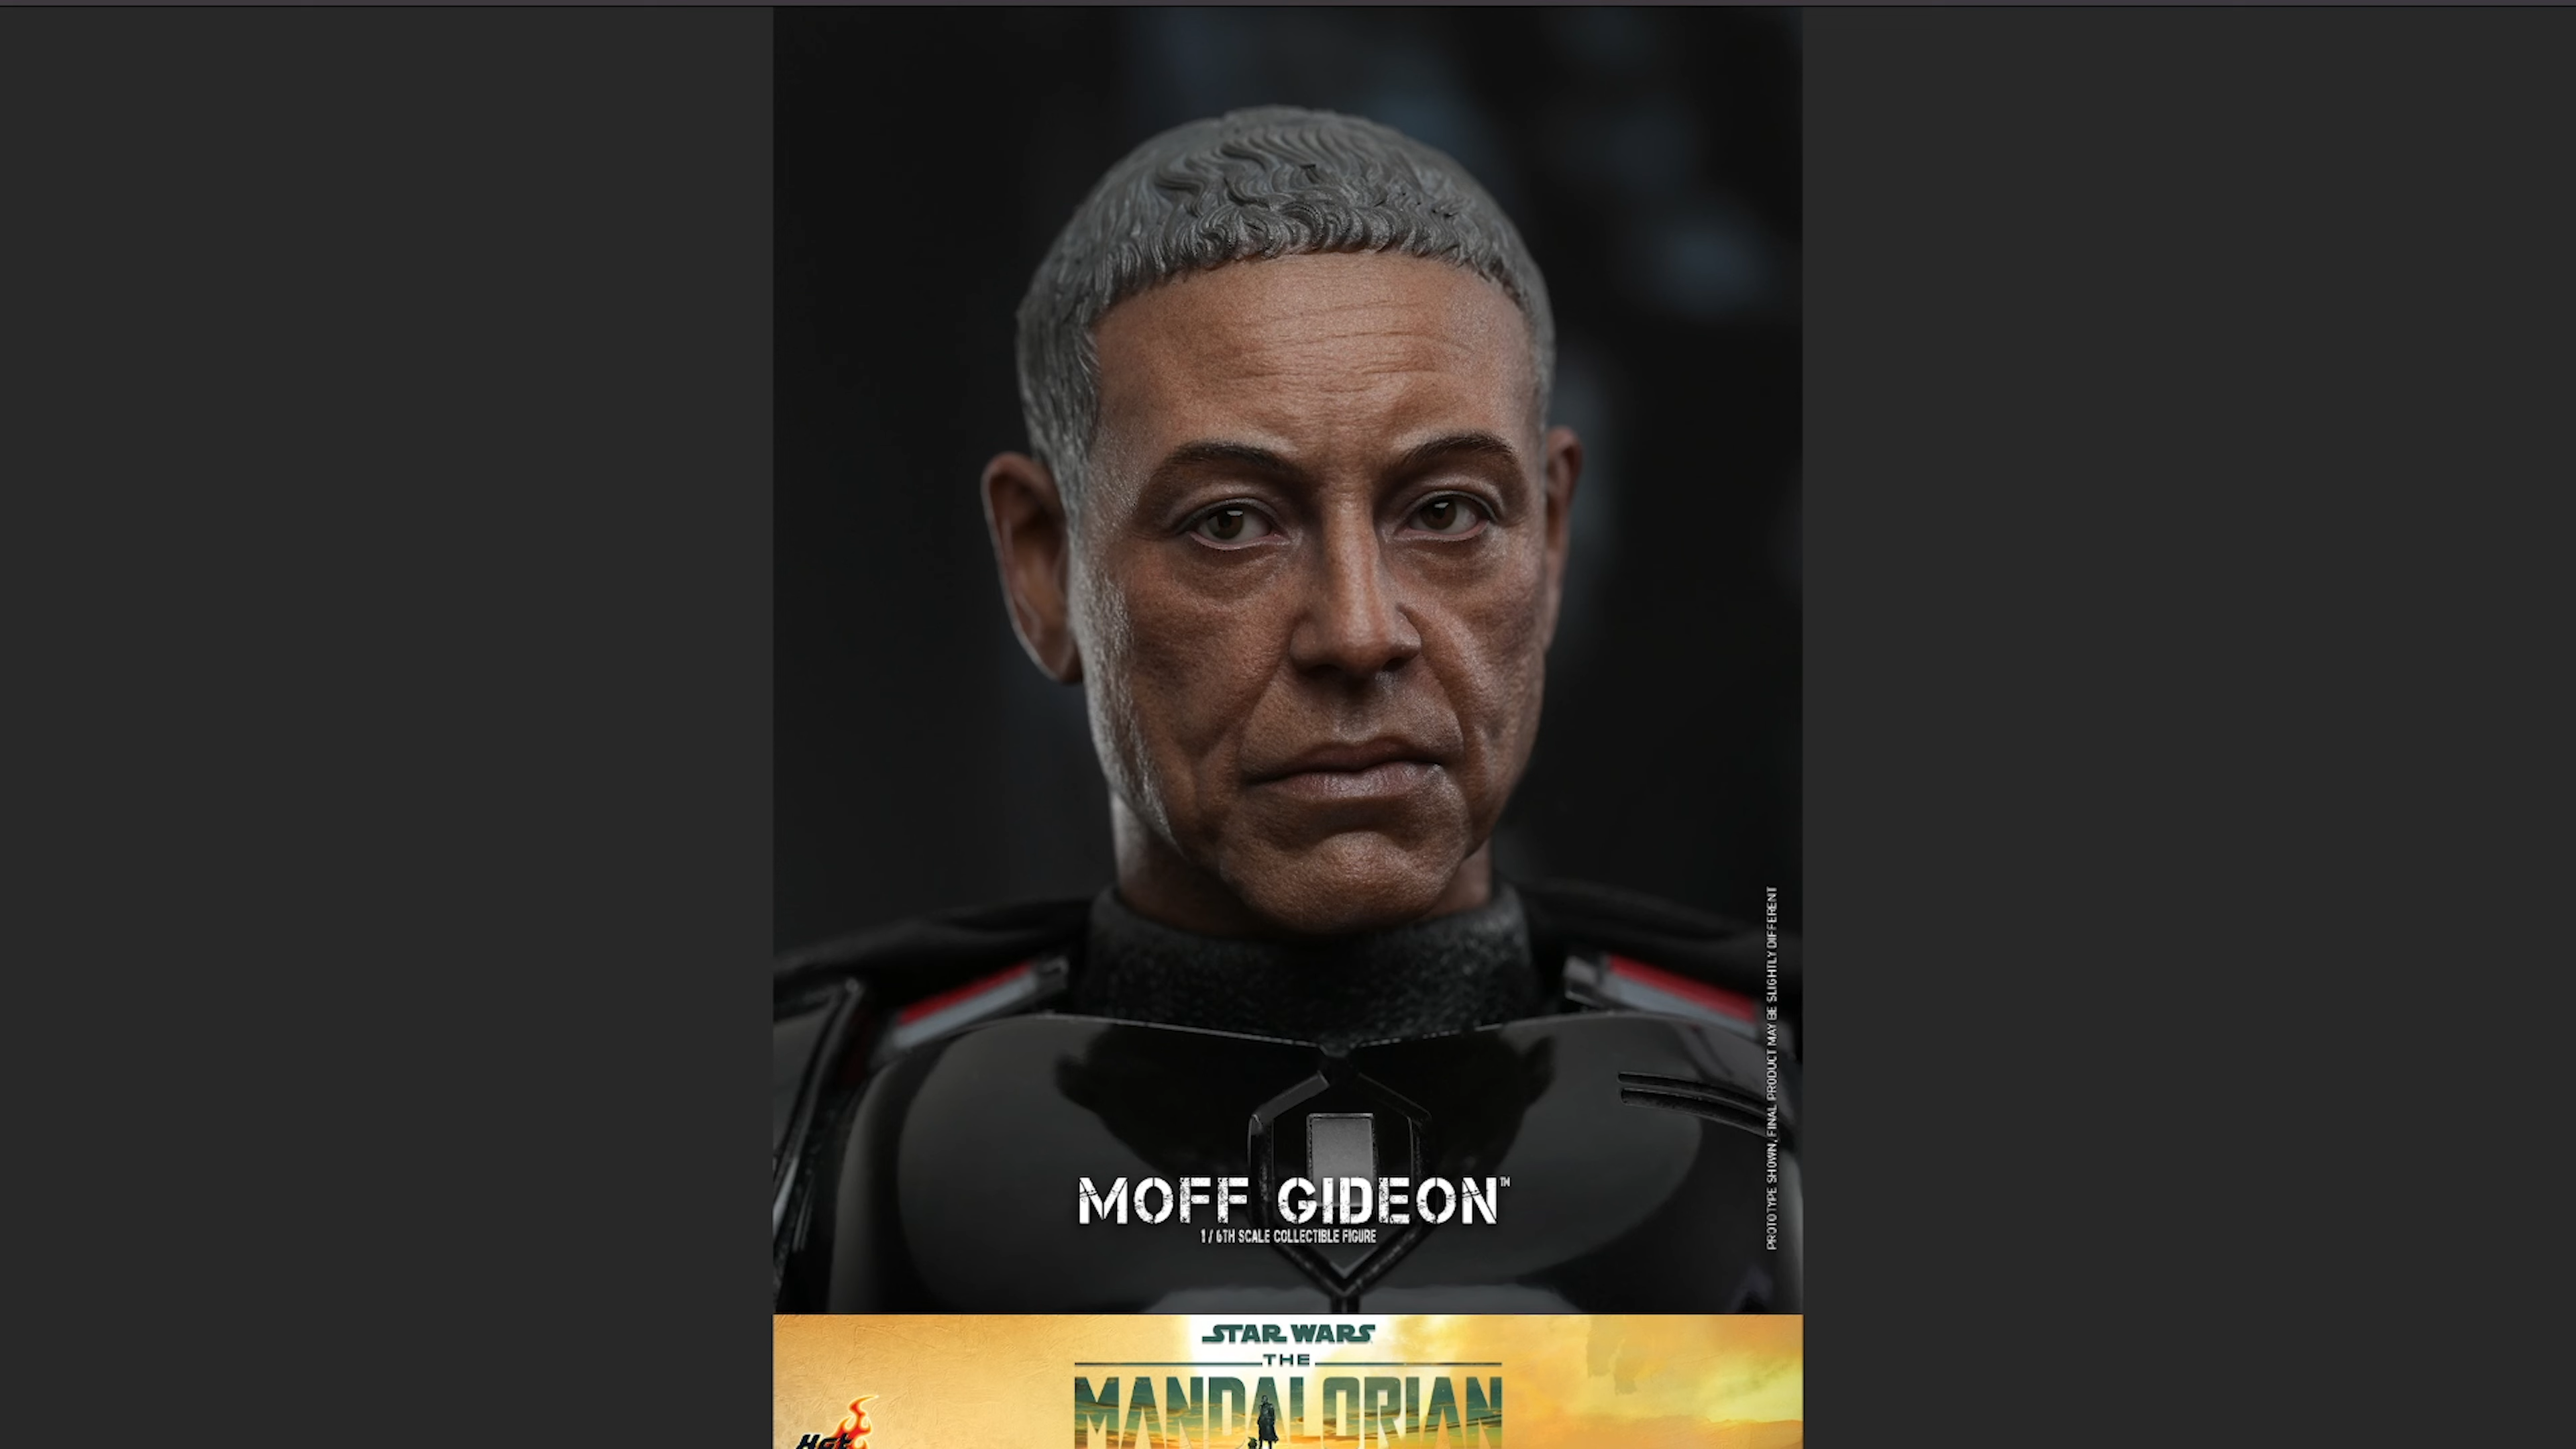 MOFF GIDEON™
1 / 6TH SCALE COLLECTIBLE FIGURE
PROTOTYPE SHOWN, FINAL PRODUCT MAY BE SLIGHTLY DIFFERENT
STAR WARS
THE
MANDALORIAN
Hot